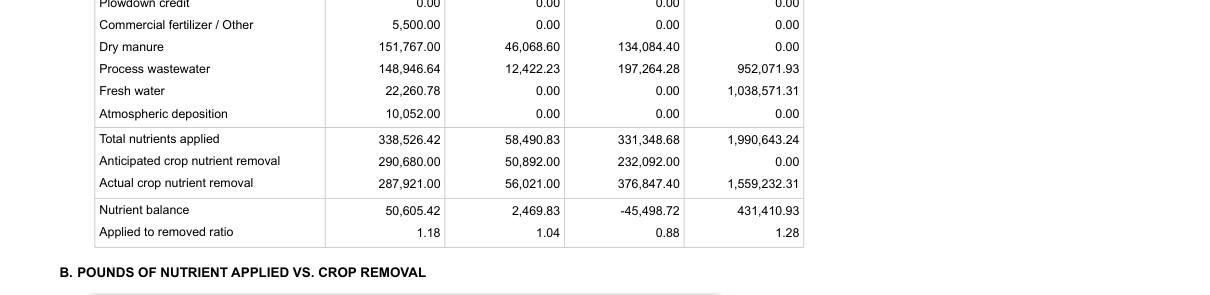 Plowdown credit 0.00 0.00 0.00 0.00
Commercial fertilizer / Other 5,500.00 0.00 0.00 0.00
Dry manure 151,767.00 46,068.60 134,084.40 0.00
Process wastewater 148,946.64 12,422.23 197,264.28 952,071.93
Fresh water 22,260.78 0.00 0.00 1,038,571.31
Atmospheric deposition 10,052.00 0.00 0.00 0.00
Total nutrients applied 338,526.42 58,490.83 331,348.68 1,990,643.24
Anticipated crop nutrient removal 290,680.00 50,892.00 232,092.00 0.00
Actual crop nutrient removal 287,921.00 56,021.00 376,847.40 1,559,232.31
Nutrient balance 50,605.42 2,469.83 -45,498.72 431,410.93
Applied to removed ratio 1.18 1.04 0.88 1.28
B. POUNDS OF NUTRIENT APPLIED VS. CROP REMOVAL